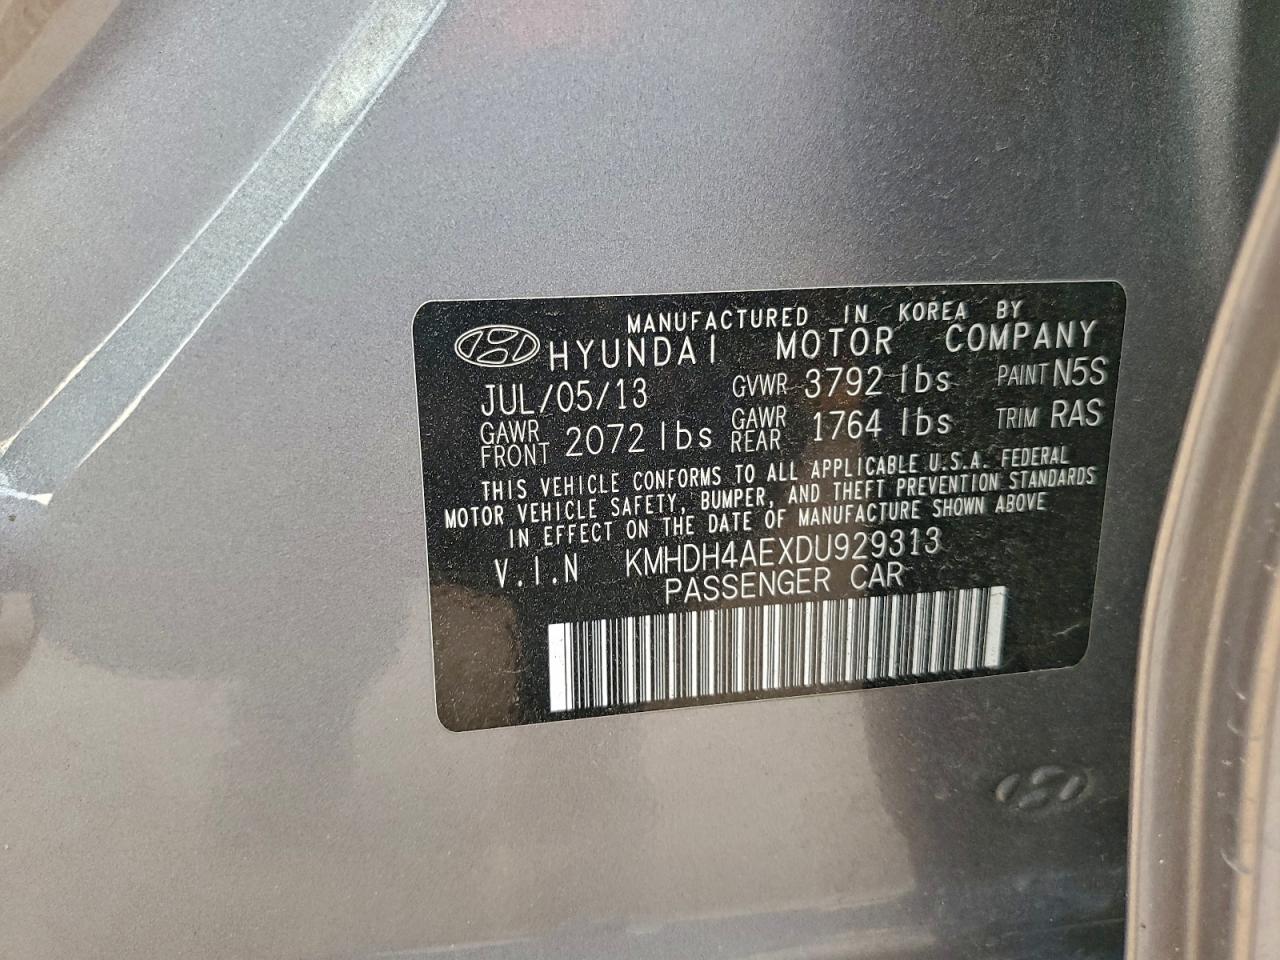 MANUFACTURED IN KOREA BY
HYUNDAI MOTOR COMPANY
JUL/05/13 GVWR 3792 lbs PAINT N5S
GAWR FRONT 2072 lbs GAWR REAR 1764 lbs TRIM RAS
THIS VEHICLE CONFORMS TO ALL APPLICABLE U.S.A. FEDERAL
MOTOR VEHICLE SAFETY, BUMPER, AND THEFT PREVENTION STANDARDS
IN EFFECT ON THE DATE OF MANUFACTURE SHOWN ABOVE
V.I.N KMHDH4AEXDU929313
PASSENGER CAR